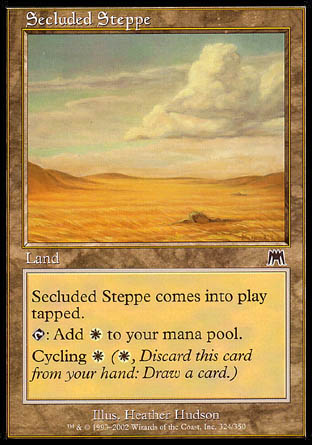 Secluded Steppe
Land
Secluded Steppe comes into play
tapped.
: Add to your mana pool.
Cycling (, Discard this card
from your hand: Draw a card.)
Illus. Heather Hudson
™ & © 1993-2002 Wizards of the Coast, Inc. 324/350